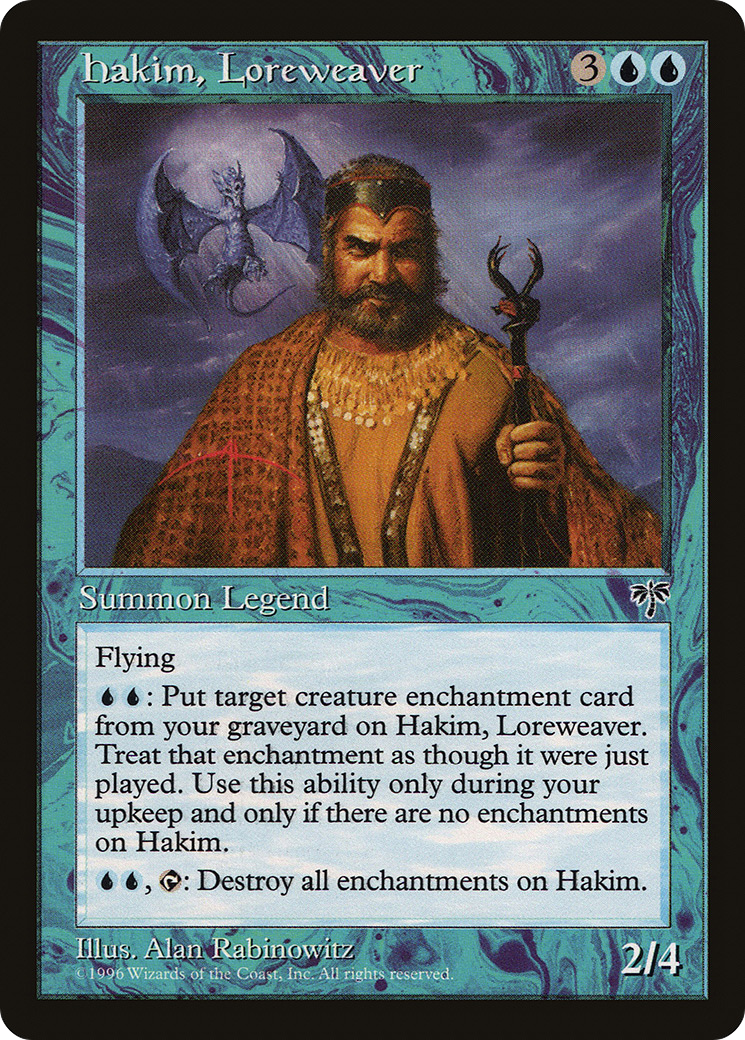 Hakim, Loreweaver 3
Summon Legend
Flying
: Put target creature enchantment card
from your graveyard on Hakim, Loreweaver.
Treat that enchantment as though it were just
played. Use this ability only during your
upkeep and only if there are no enchantments
on Hakim.
, : Destroy all enchantments on Hakim.
Illus. Alan Rabinowitz
© 1996 Wizards of the Coast, Inc. All rights reserved.
2/4